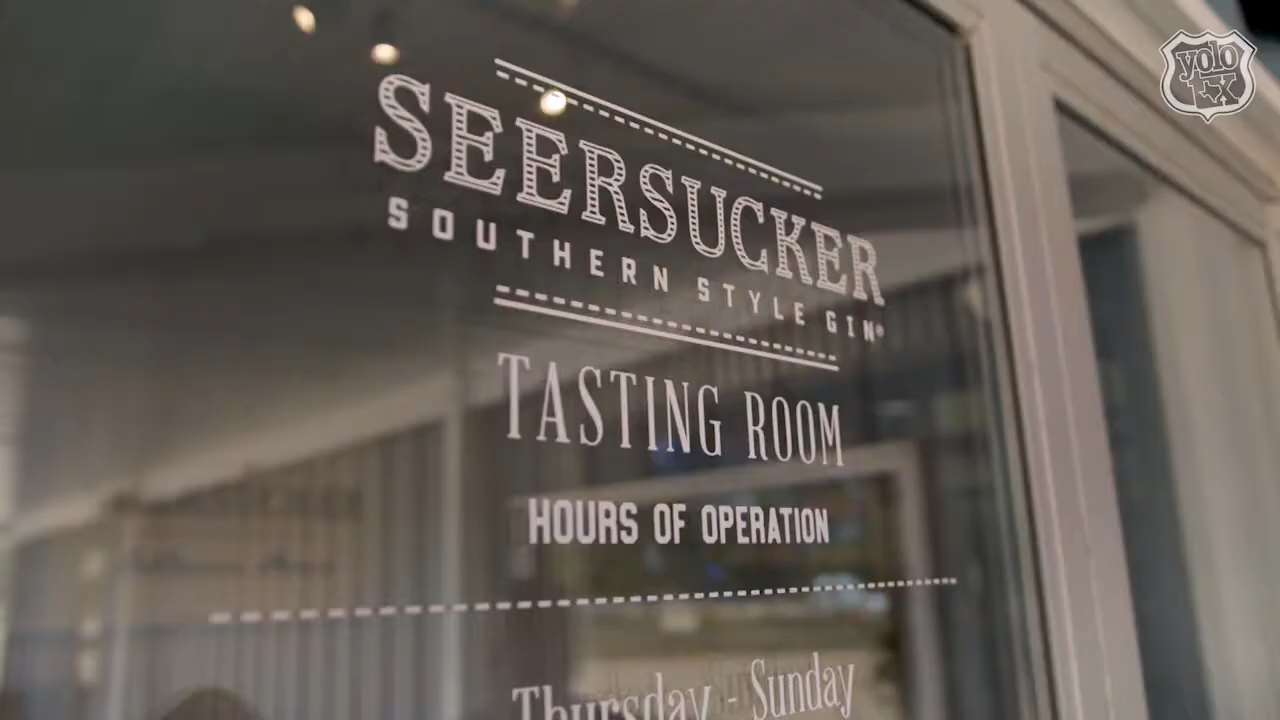 yolo
TX
SEERSUCKER
SOUTHERN STYLE GIN®
TASTING ROOM
HOURS OF OPERATION
Thursday - Sunday